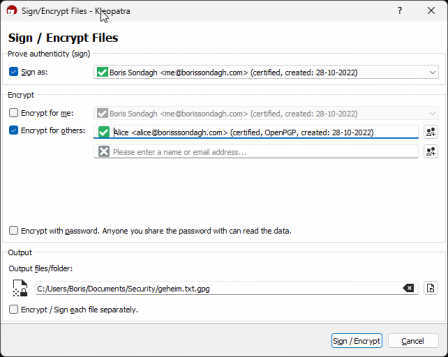 Sign/Encrypt Files - Kleopatra
Sign / Encrypt Files
Prove authenticity (sign)
Sign as:
Boris Sondagh <me@borissondagh.com> (certified, created: 28-10-2022)
Encrypt
Encrypt for me:
Boris Sondagh <me@borissondagh.com> (certified, created: 28-10-2022)
Encrypt for others:
Alice <alice@borisssondagh.com> (certified, OpenPGP, created: 28-10-2022)
Please enter a name or email address...
Encrypt with password. Anyone you share the password with can read the data.
Output
Output files/folder:
C:/Users/Boris/Documents/Security/geheim.txt.gpg
Encrypt / Sign each file separately.
Sign / Encrypt
Cancel